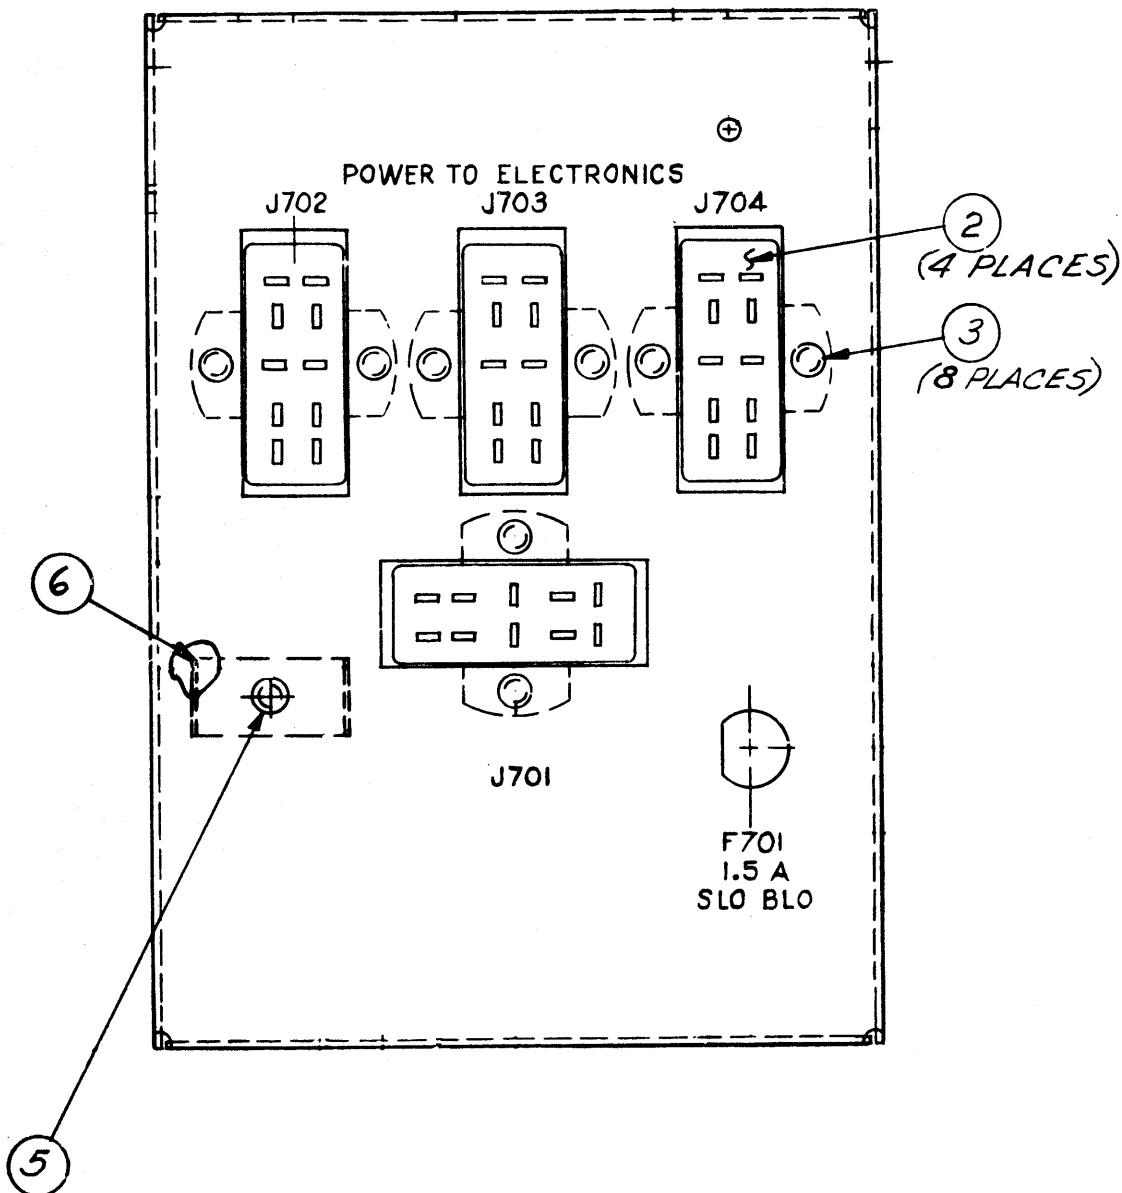 POWER TO ELECTRONICS
J702 J703 J704
2
(4 PLACES)
3
(8 PLACES)
6
J701
F701
1.5 A
SLO BLO
5